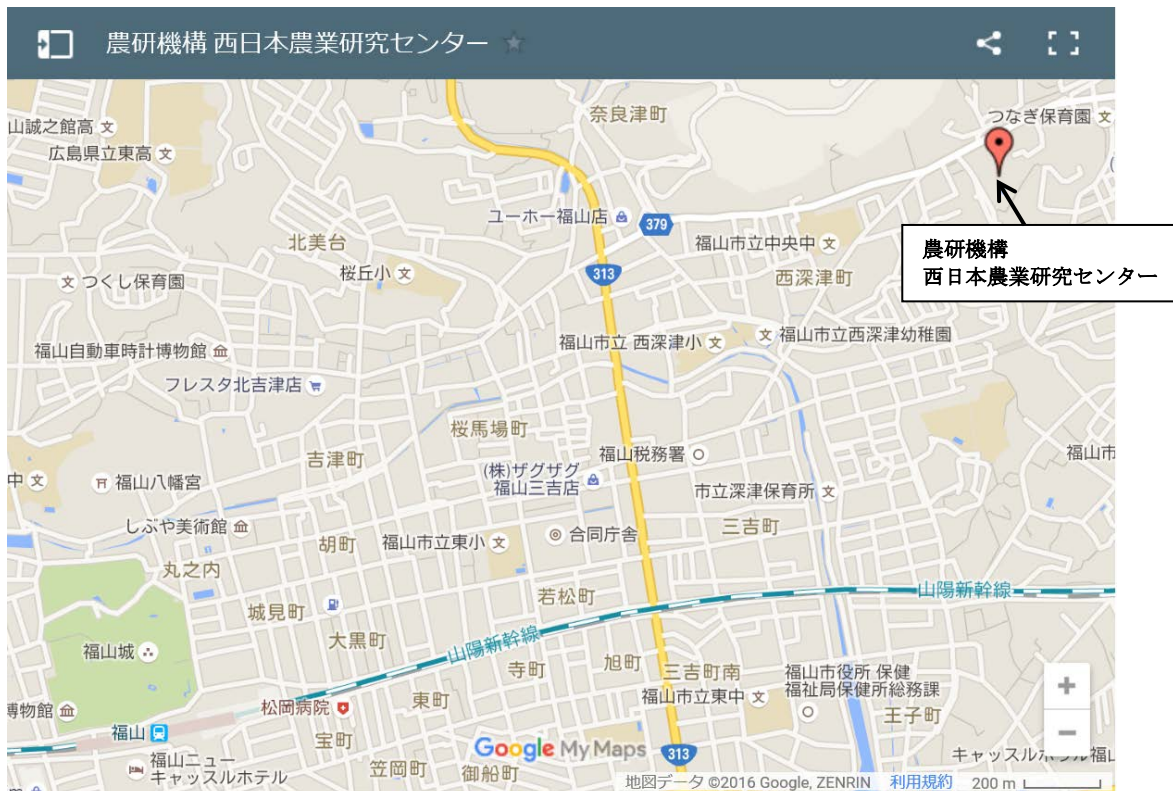 農研機構 西日本農業研究センター
奈良津町
つなぎ保育園
山誠之館高
広島県立東高
ユーホー福山店
379
北美台
福山市立中央中
農研機構
西日本農業研究センター
つくし保育園
桜丘小
313
西深津町
福山自動車時計博物館
福山市立 西深津小
福山市立西深津幼稚園
フレスタ北吉津店
桜馬場町
吉津町
福山税務署
福山市
中
福山八幡宮
(株)ザグザグ
福山三吉店
市立深津保育所
しぶや美術館
胡町
福山市立東小
合同庁舎
三吉町
丸之内
城見町
若松町
山陽新幹線
福山城
大黒町
山陽新幹線
寺町
旭町
三吉町南
福山市役所 保健
福祉局保健所総務課
博物館
松岡病院
東町
福山市立東中
王子町
福山
宝町
Google My Maps
313
キャッスルホテル福山
福山ニュー
キャッスルホテル
笠岡町
御船町
地図データ ©2016 Google, ZENRIN 利用規約 200 m